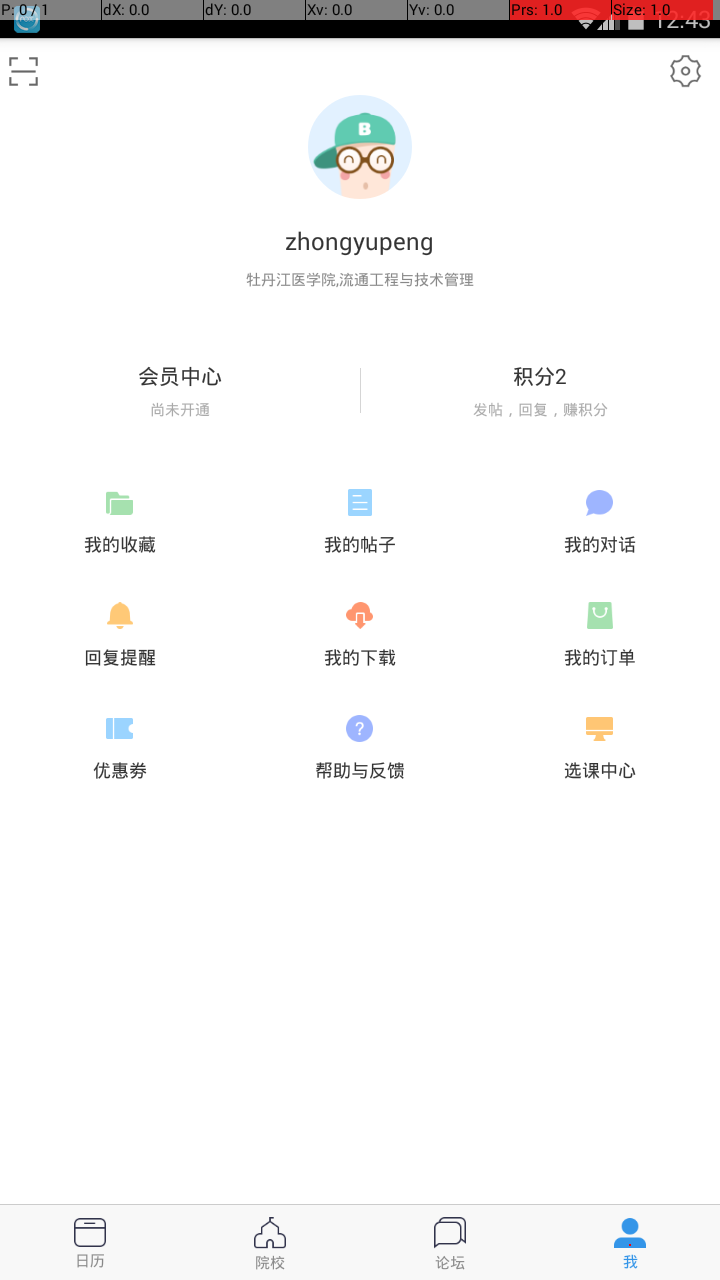 P: 0 / 1 dX: 0.0 dY: 0.0 Xv: 0.0 Yv: 0.0 Prs: 1.0 Size: 1.0
12:43
B
zhongyupeng
牡丹江医学院,流通工程与技术管理
会员中心 积分2
尚未开通 发帖，回复，赚积分
我的收藏 我的帖子 我的对话
回复提醒 我的下载 我的订单
?
优惠券 帮助与反馈 选课中心
日历 院校 论坛 我